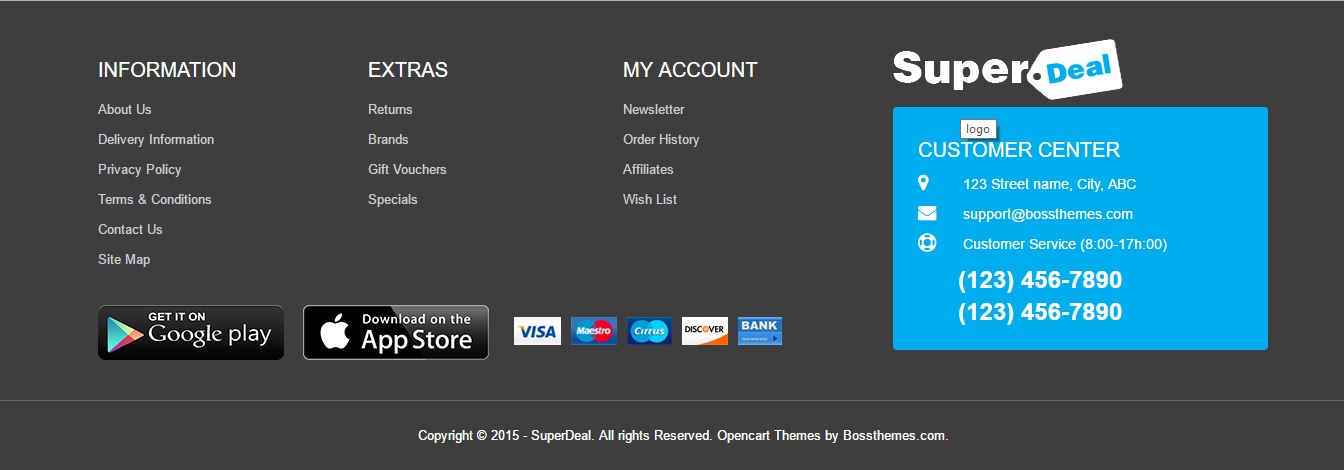 INFORMATION
About Us
Delivery Information
Privacy Policy
Terms & Conditions
Contact Us
Site Map
EXTRAS
Returns
Brands
Gift Vouchers
Specials
MY ACCOUNT
Newsletter
Order History
Affiliates
Wish List
Super Deal
logo
CUSTOMER CENTER
123 Street name, City, ABC
support@bossthemes.com
Customer Service (8:00-17h:00)
(123) 456-7890
(123) 456-7890
GET IT ON
Google play
Download on the
App Store
VISA
Maestro
Cirrus
DISCOVER
BANK
Copyright © 2015 - SuperDeal. All rights Reserved. Opencart Themes by Bossthemes.com.